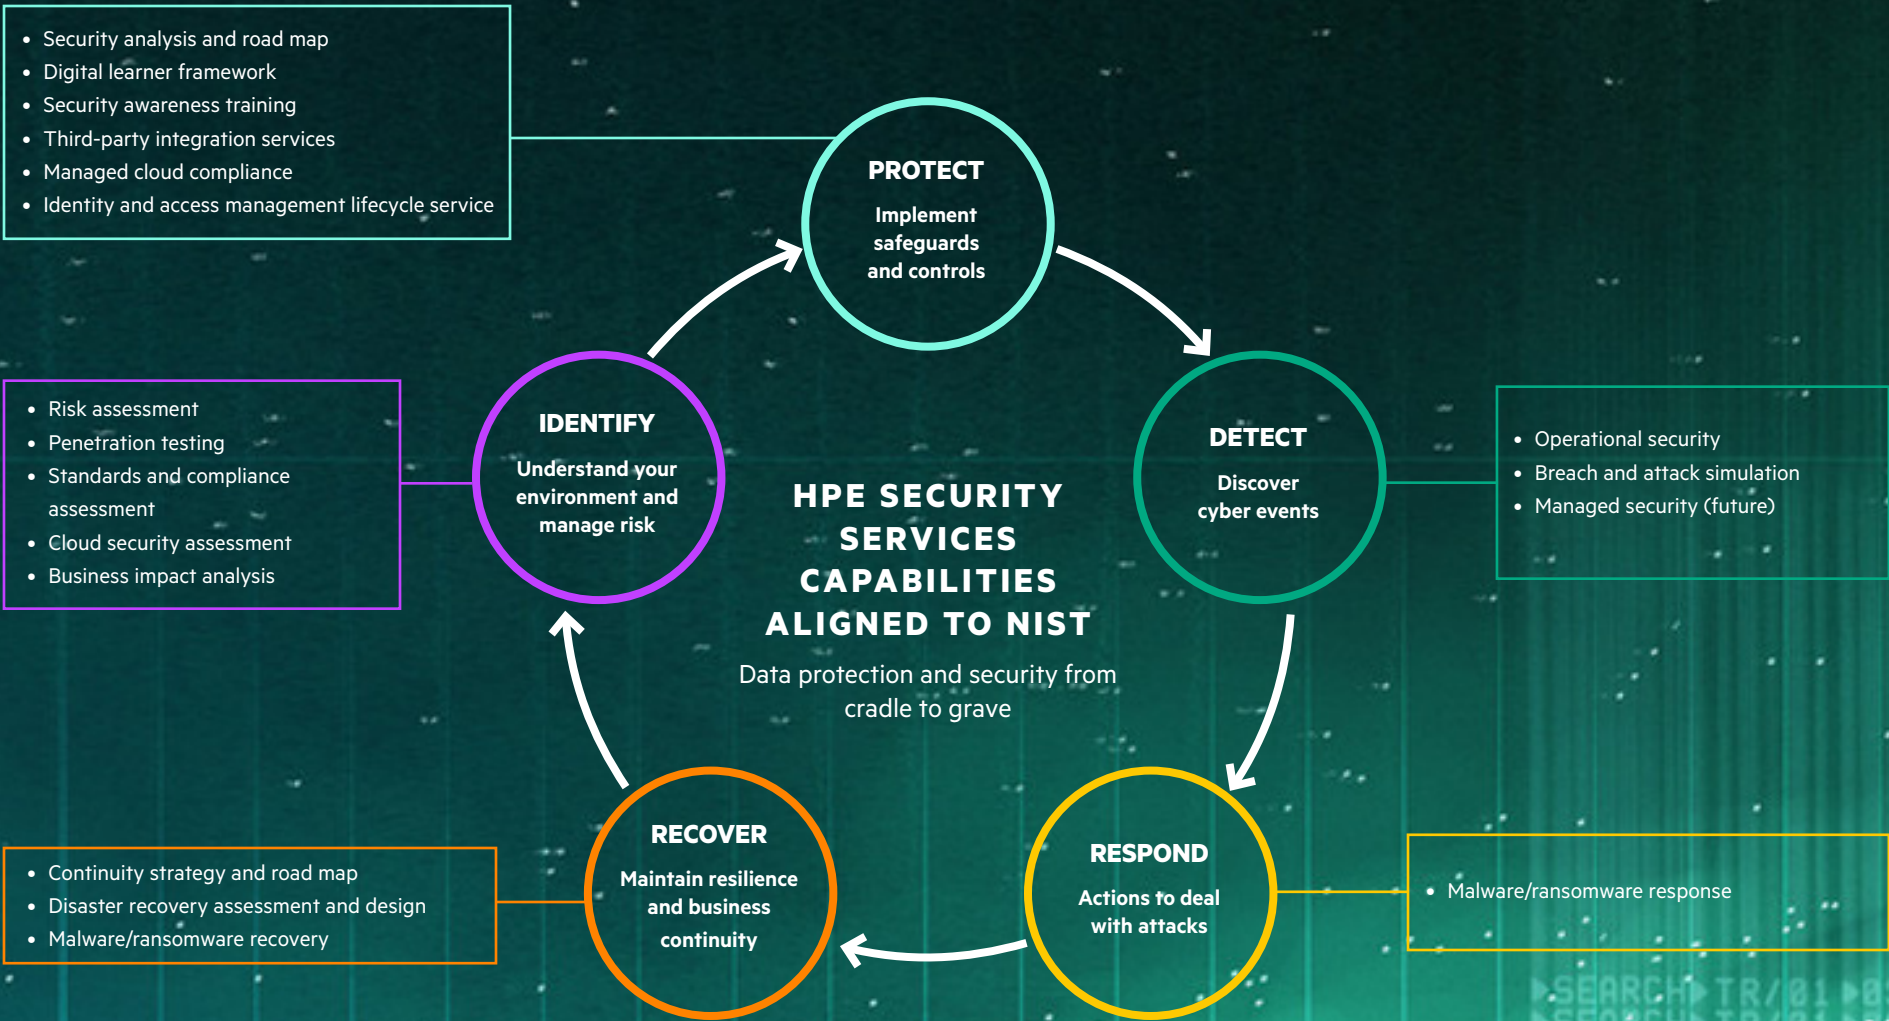 • Security analysis and road map
• Digital learner framework
• Security awareness training
• Third-party integration services
• Managed cloud compliance
• Identity and access management lifecycle service
PROTECT
Implement
safeguards
and controls
• Risk assessment
• Penetration testing
• Standards and compliance
assessment
• Cloud security assessment
• Business impact analysis
IDENTIFY
Understand your
environment and
manage risk
HPE SECURITY
SERVICES
CAPABILITIES
ALIGNED TO NIST
Data protection and security from
cradle to grave
DETECT
Discover
cyber events
• Operational security
• Breach and attack simulation
• Managed security (future)
• Continuity strategy and road map
• Disaster recovery assessment and design
• Malware/ransomware recovery
RECOVER
Maintain resilience
and business
continuity
RESPOND
Actions to deal
with attacks
• Malware/ransomware response
▶SEARCH▶TR/01